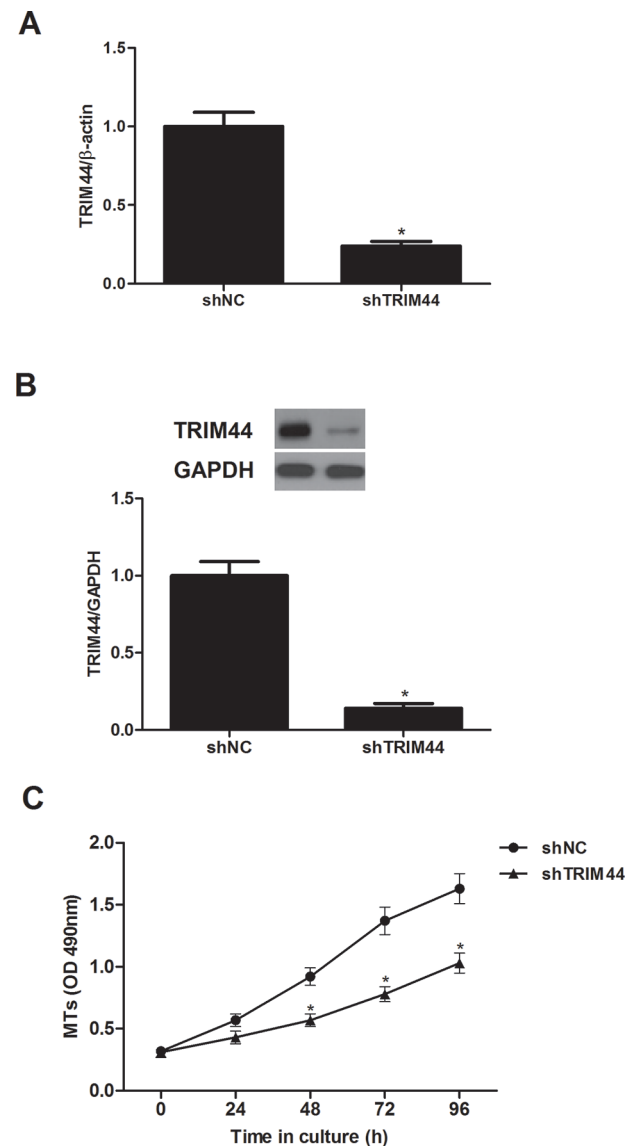 A
TRIM44/β-actin
1.5
1.0
0.5
0.0
*
shNC
shTRIM44
B
TRIM44
GAPDH
TRIM44/GAPDH
1.5
1.0
0.5
0.0
*
shNC
shTRIM44
C
MTs (OD 490nm)
2.0
1.5
1.0
0.5
0.0
shNC
shTRIM44
*
*
*
0 24 48 72 96
Time in culture (h)